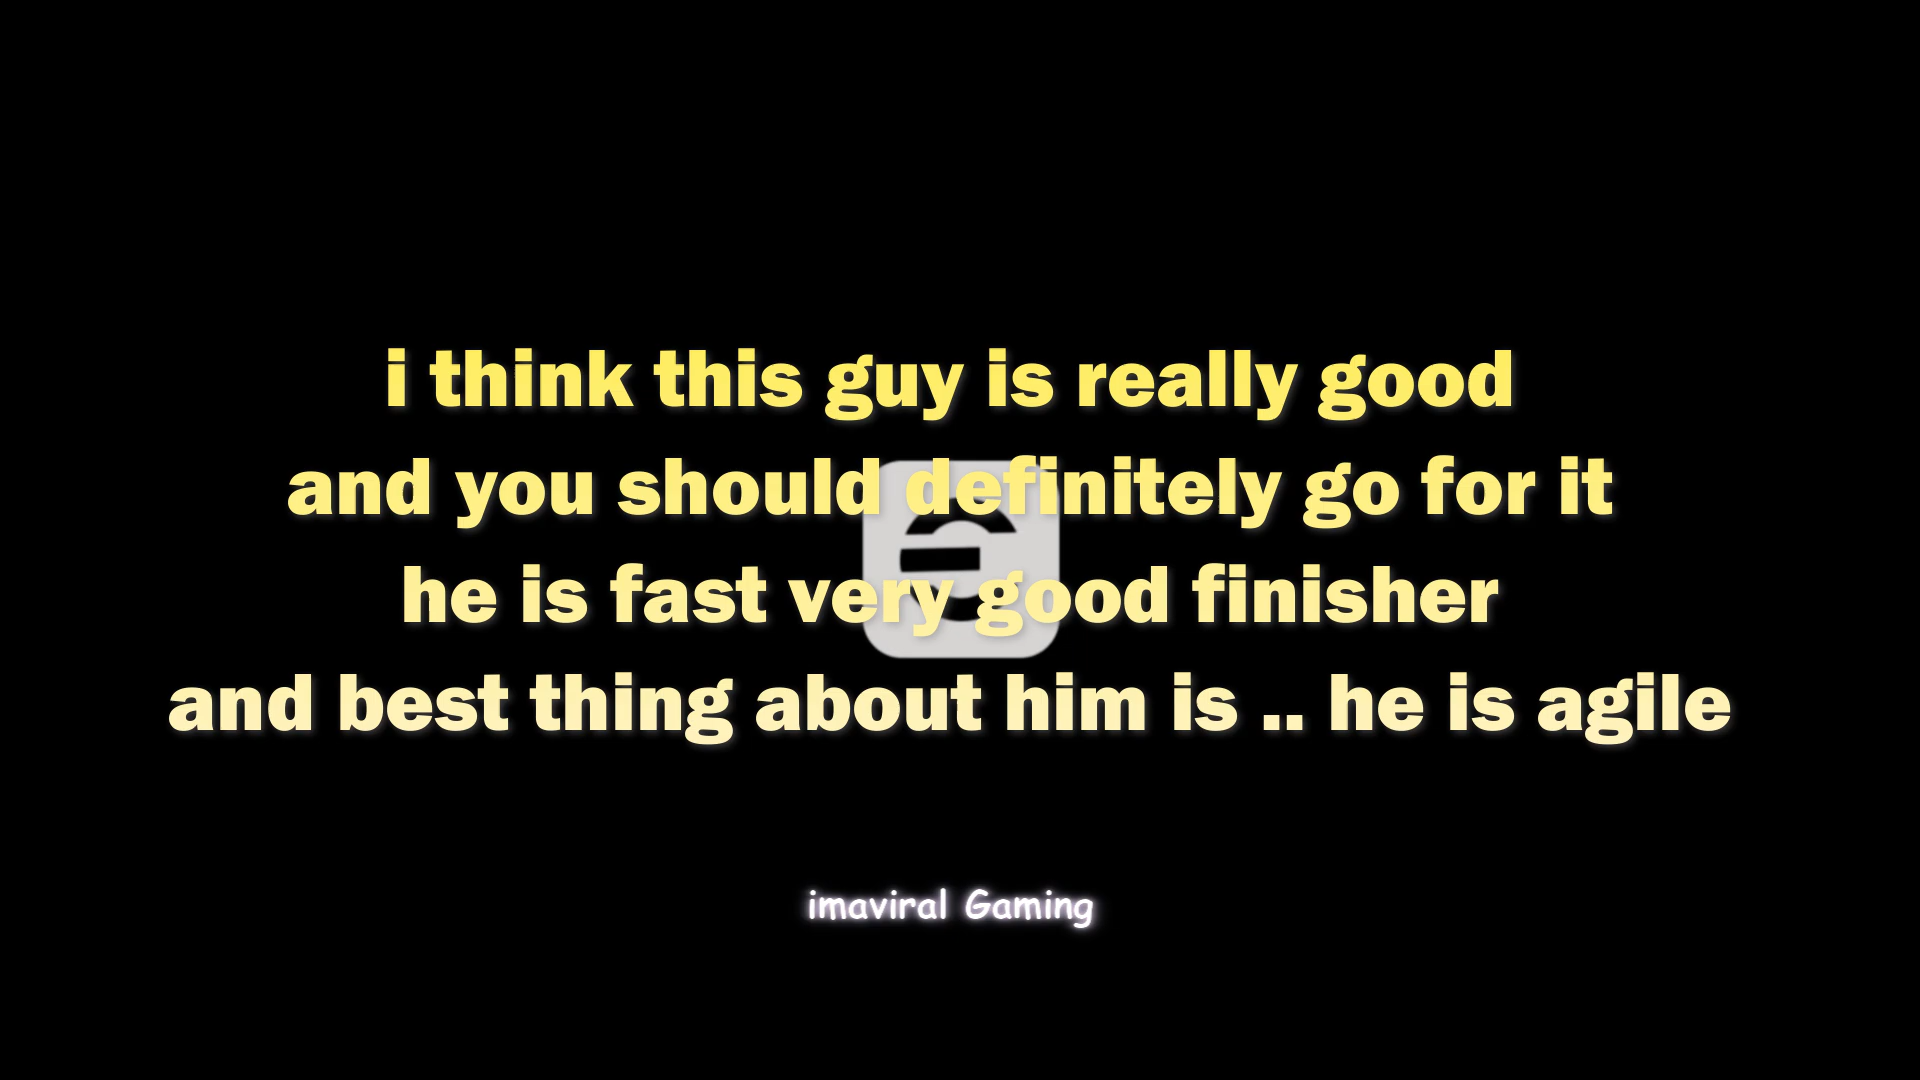 i think this guy is really good
and you should definitely go for it
he is fast very good finisher
and best thing about him is .. he is agile
imaviral Gaming